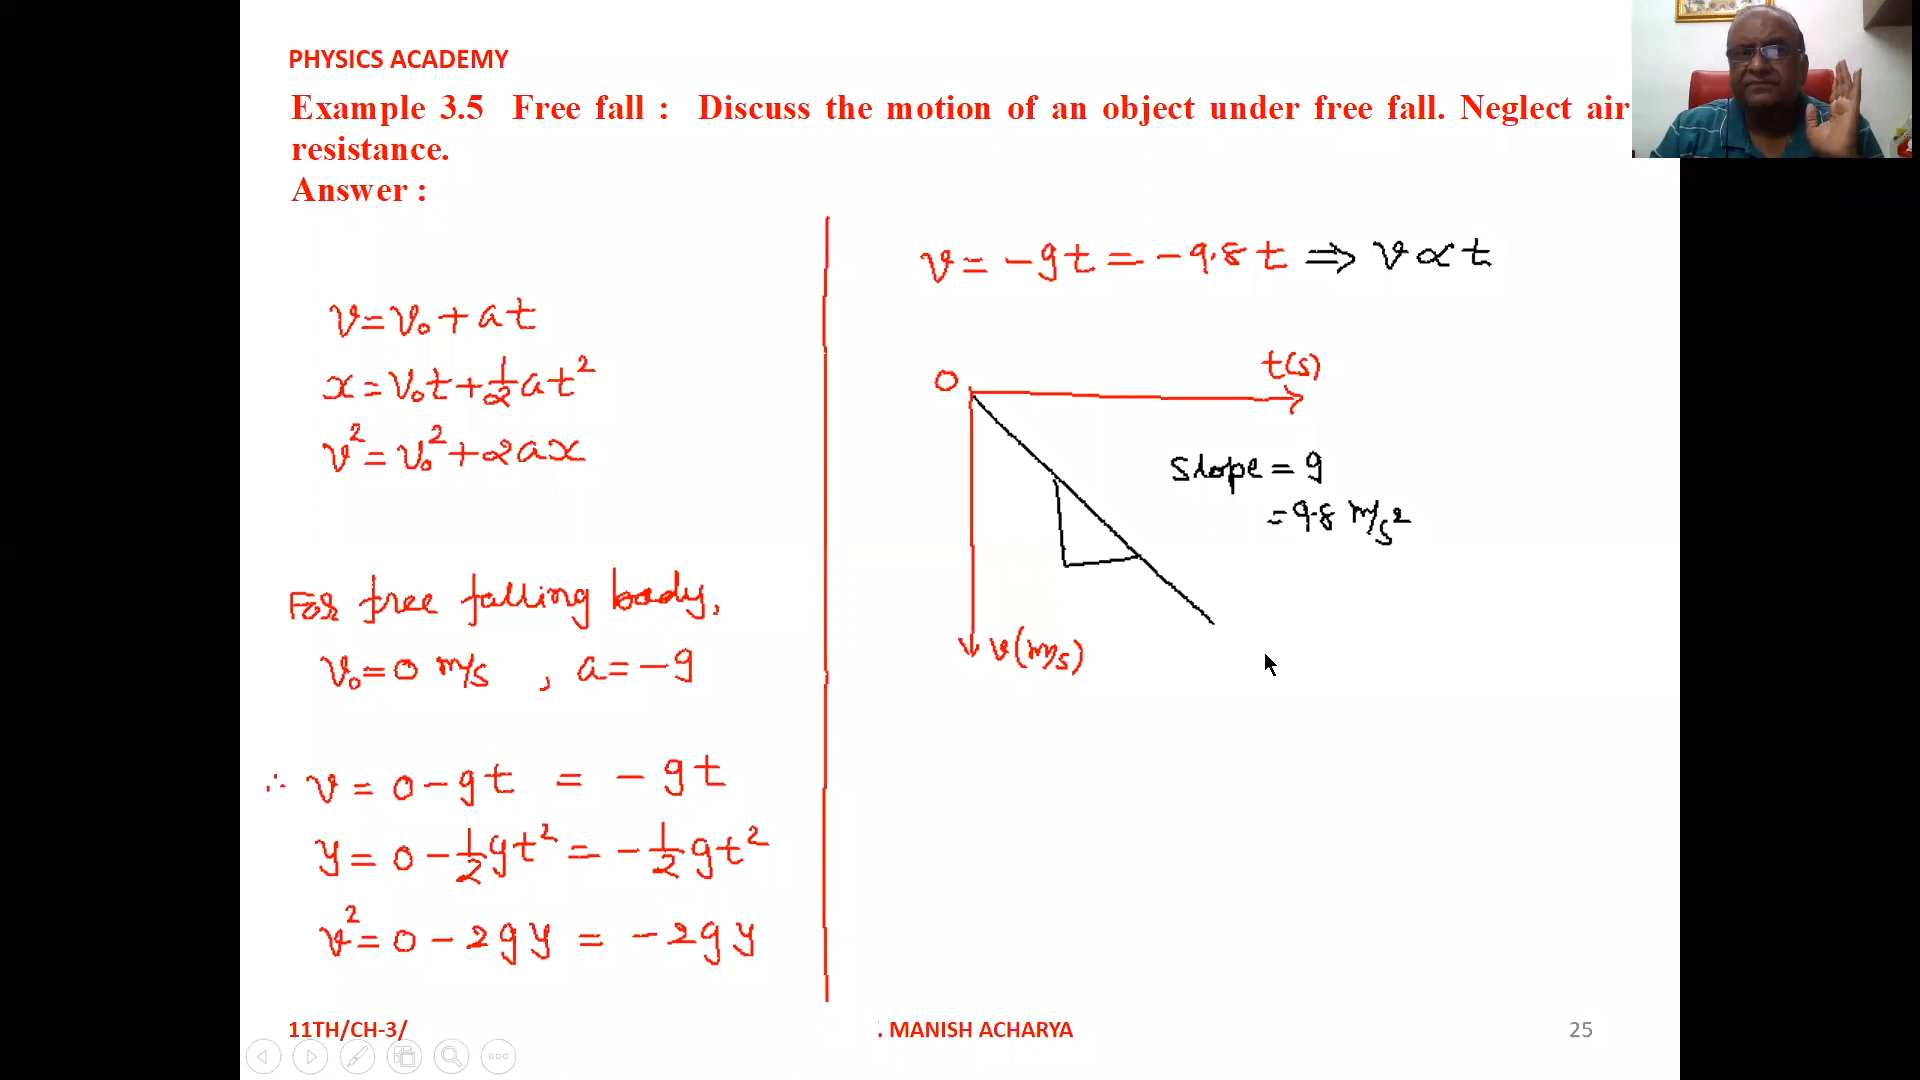 PHYSICS ACADEMY
Example 3.5 Free fall : Discuss the motion of an object under free fall. Neglect air
resistance.
Answer :
v = v₀ + at
x = v₀t + ½at²
v² = v₀² + 2ax
For free falling body,
v₀ = 0 m/s , a = -g
∴ v = 0 - gt = - gt
y = 0 - ½gt² = - ½gt²
v² = 0 - 2gy = - 2gy
v = - gt = - 9.8 t ⇒ v ∝ t
0
t(s)
Slope = g
= 9.8 m/s²
v(m/s)
11TH/CH-3/
. MANISH ACHARYA
25